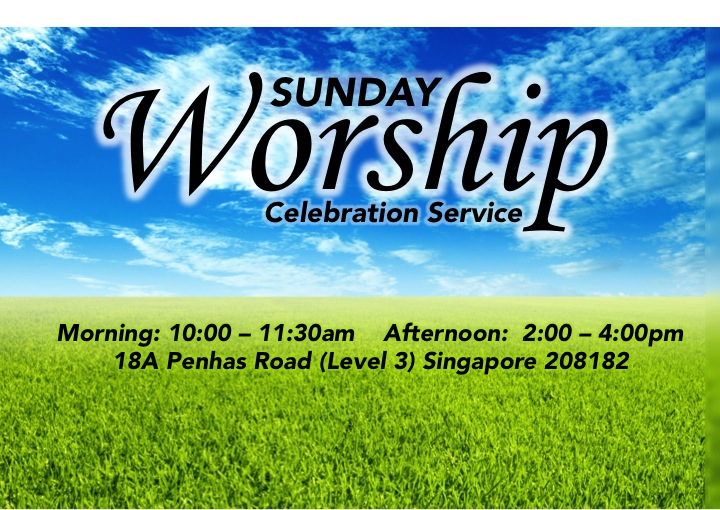 SUNDAY
Worship
Celebration Service
Morning: 10:00 – 11:30am Afternoon: 2:00 – 4:00pm
18A Penhas Road (Level 3) Singapore 208182